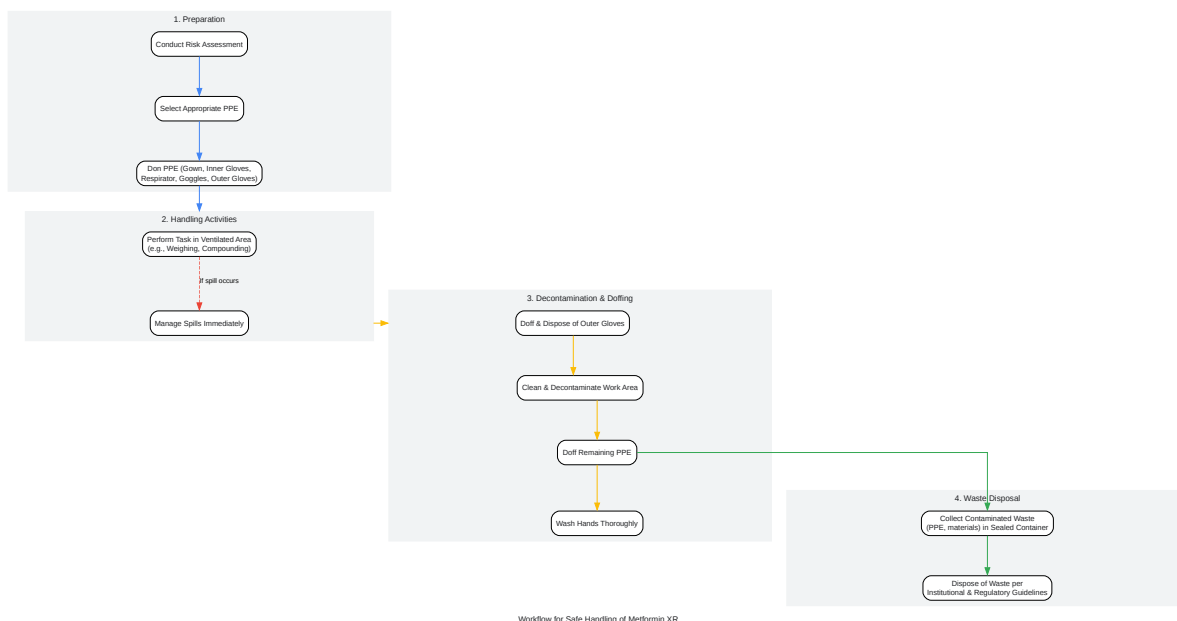 1. Preparation
Conduct Risk Assessment
Select Appropriate PPE
Don PPE (Gown, Inner Gloves,
Respirator, Goggles, Outer Gloves)
2. Handling Activities
Perform Task in Ventilated Area
(e.g., Weighing, Compounding)
If spill occurs
Manage Spills Immediately
3. Decontamination & Doffing
Doff & Dispose of Outer Gloves
Clean & Decontaminate Work Area
Doff Remaining PPE
Wash Hands Thoroughly
4. Waste Disposal
Collect Contaminated Waste
(PPE, materials) in Sealed Container
Dispose of Waste per
Institutional & Regulatory Guidelines
Workflow for Safe Handling of Metformin XR